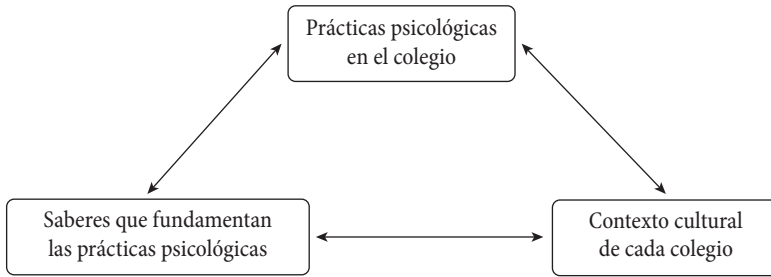 Prácticas psicológicas
en el colegio
Saberes que fundamentan
las prácticas psicológicas
Contexto cultural
de cada colegio